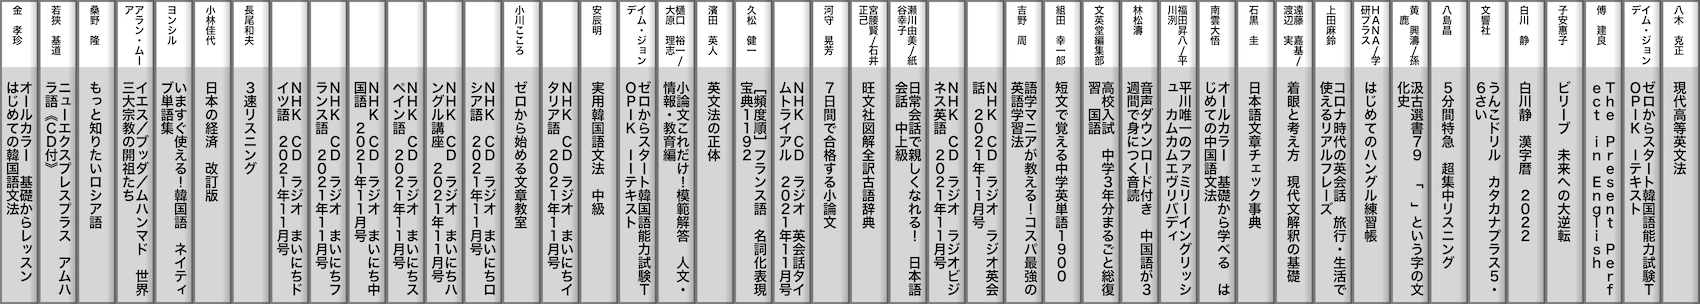 八木 克正
現代高等英文法
イム・ジョン
デ
ゼロからスタート韓国語能力試験T
OPIK Iテキスト
傅 建良
The Present Perf
ect in English
子安恵子
ビリーブ 未来への大逆転
白川 静
白川静 漢字暦 2022
文響社
うんこドリル カタカナプラス5・
6さい
八島晶
5分間特急 超集中リスニング
黄 興濤/孫
鹿
汲古選書79 「 」という字の文
化史
HANA/学
研プラス
はじめてのハングル練習帳
上田麻鈴
コロナ時代の英会話 旅行・生活で
使えるリアルフレーズ
遠藤 嘉基/
渡辺 実
着眼と考え方 現代文解釈の基礎
石黒 圭
日本語文章チェック事典
南雲大悟
オールカラー 基礎から学べる は
じめての中国語文法
福田昇八/平
川洌
平川唯一のファミリーイングリッシ
ュ カムカムエヴリバディ
林松濤
音声ダウンロード付き 中国語が3
週間で身につく音読
文英堂編集部
高校入試 中学3年分まるごと総復
習 国語
組田 幸一郎
短文で覚える中学英単語1900
吉野 周
語学マニアが教える!コスパ最強の
英語学習法
NHK CD ラジオ ラジオ英会
話 2021年11月号
NHK CD ラジオ ラジオビジ
ネス英語 2021年11月号
瀬川由美/紙
谷幸子
日常会話で親しくなれる! 日本語
会話 中上級
宮腰賢/石井
正己
旺文社図解全訳古語辞典
河守 晃芳
7日間で合格する小論文
NHK CD ラジオ 英会話タイ
ムトライアル 2021年11月号
久松 健一
[頻度順]フランス語 名詞化表現
宝典1192
濱田 英人
英文法の正体
樋口 裕一/
大原 理志
小論文これだけ!模範解答 人文・
情報・教育編
イム・ジョン
デ
ゼロからスタート韓国語能力試験T
OPIK Iテキスト
安辰明
実用韓国語文法 中級
NHK CD ラジオ まいにちイ
タリア語 2021年11月号
小川こころ
ゼロから始める文章教室
NHK CD ラジオ まいにちロ
シア語 2021年11月号
NHK CD ラジオ まいにちハ
ングル講座 2021年11月号
NHK CD ラジオ まいにちス
ペイン語 2021年11月号
NHK CD ラジオ まいにち中
国語 2021年11月号
NHK CD ラジオ まいにちフ
ランス語 2021年11月号
NHK CD ラジオ まいにちド
イツ語 2021年11月号
長尾和夫
3速リスニング
小林佳代
日本の経済 改訂版
ヨンシル
いますぐ使える!韓国語 ネイティ
ブ単語集
アラン・ムー
ア
イエス/ブッダ/ムハンマド 世界
三大宗教の開祖たち
桑野 隆
もっと知りたいロシア語
若狭 基道
ニューエクスプレスプラス アムハ
ラ語《CD付》
金 孝珍
オールカラー 基礎からレッスン
はじめての韓国語文法